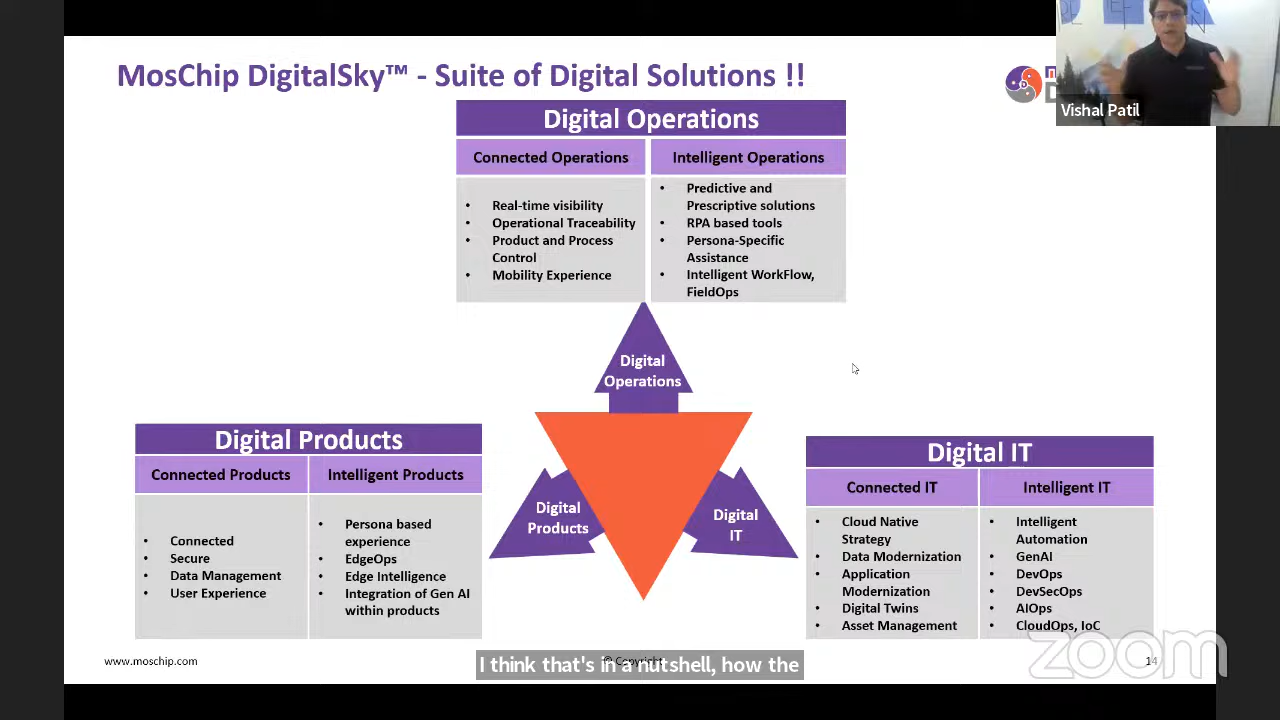 MosChip DigitalSky™ - Suite of Digital Solutions !!
Vishal Patil
Digital Operations
Connected Operations
Intelligent Operations
• Real-time visibility
• Operational Traceability
• Product and Process
Control
• Mobility Experience
• Predictive and
Prescriptive solutions
• RPA based tools
• Persona-Specific
Assistance
• Intelligent WorkFlow,
FieldOps
Digital
Operations
Digital
Products
Digital
IT
Digital Products
Connected Products
Intelligent Products
• Connected
• Secure
• Data Management
• User Experience
• Persona based
experience
• EdgeOps
• Edge Intelligence
• Integration of Gen AI
within products
Digital IT
Connected IT
Intelligent IT
• Cloud Native
Strategy
• Data Modernization
• Application
Modernization
• Digital Twins
• Asset Management
• Intelligent
Automation
• GenAI
• DevOps
• DevSecOps
• AIOps
• CloudOps, IoC
www.moschip.com
I think that's in a nutshell, how the
14
zoom